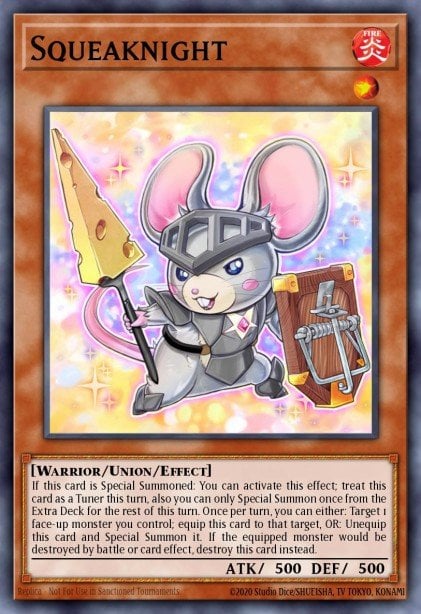 SQUEAKNIGHT
FIRE
炎
[WARRIOR/UNION/EFFECT]
If this card is Special Summoned: You can activate this effect; treat
this card as a Tuner this turn, also you can only Special Summon once from the
Extra Deck for the rest of this turn. Once per turn, you can either: Target 1
face-up monster you control; equip this card to that target, OR: Unequip
this card and Special Summon it. If the equipped monster would be
destroyed by battle or card effect, destroy this card instead.
ATK/ 500 DEF/ 500
Replica - Not For Use in Sanctioned Tournaments
©2020 Studio Dice/SHUEISHA, TV TOKYO, KONAMI